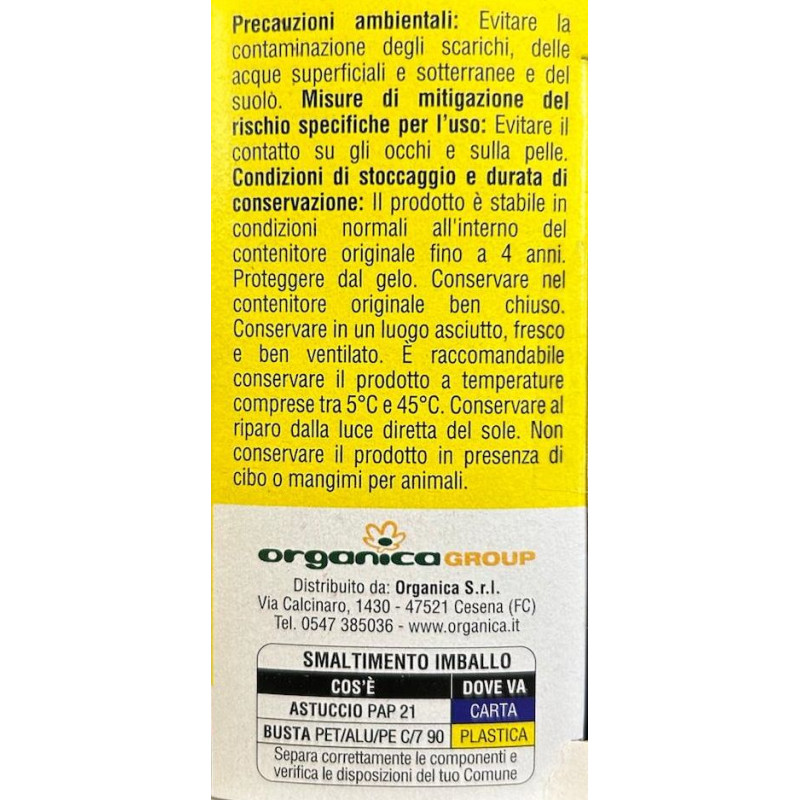 Precauzioni ambientali: Evitare la
contaminazione degli scarichi, delle
acque superficiali e sotterranee e del
suolo. Misure di mitigazione del
rischio specifiche per l'uso: Evitare il
contatto su gli occhi e sulla pelle.
Condizioni di stoccaggio e durata di
conservazione: Il prodotto è stabile in
condizioni normali all'interno del
contenitore originale fino a 4 anni.
Proteggere dal gelo. Conservare nel
contenitore originale ben chiuso.
Conservare in un luogo asciutto, fresco
e ben ventilato. È raccomandabile
conservare il prodotto a temperature
comprese tra 5°C e 45°C. Conservare al
riparo dalla luce diretta del sole. Non
conservare il prodotto in presenza di
cibo o mangimi per animali.
organica GROUP
Distribuito da: Organica S.r.l.
Via Calcinaro, 1430 - 47521 Cesena (FC)
Tel. 0547 385036 - www.organica.it
SMALTIMENTO IMBALLO
COS'È DOVE VA
ASTUCCIO PAP 21 CARTA
BUSTA PET/ALU/PE C/7 90 PLASTICA
Separa correttamente le componenti e
verifica le disposizioni del tuo Comune